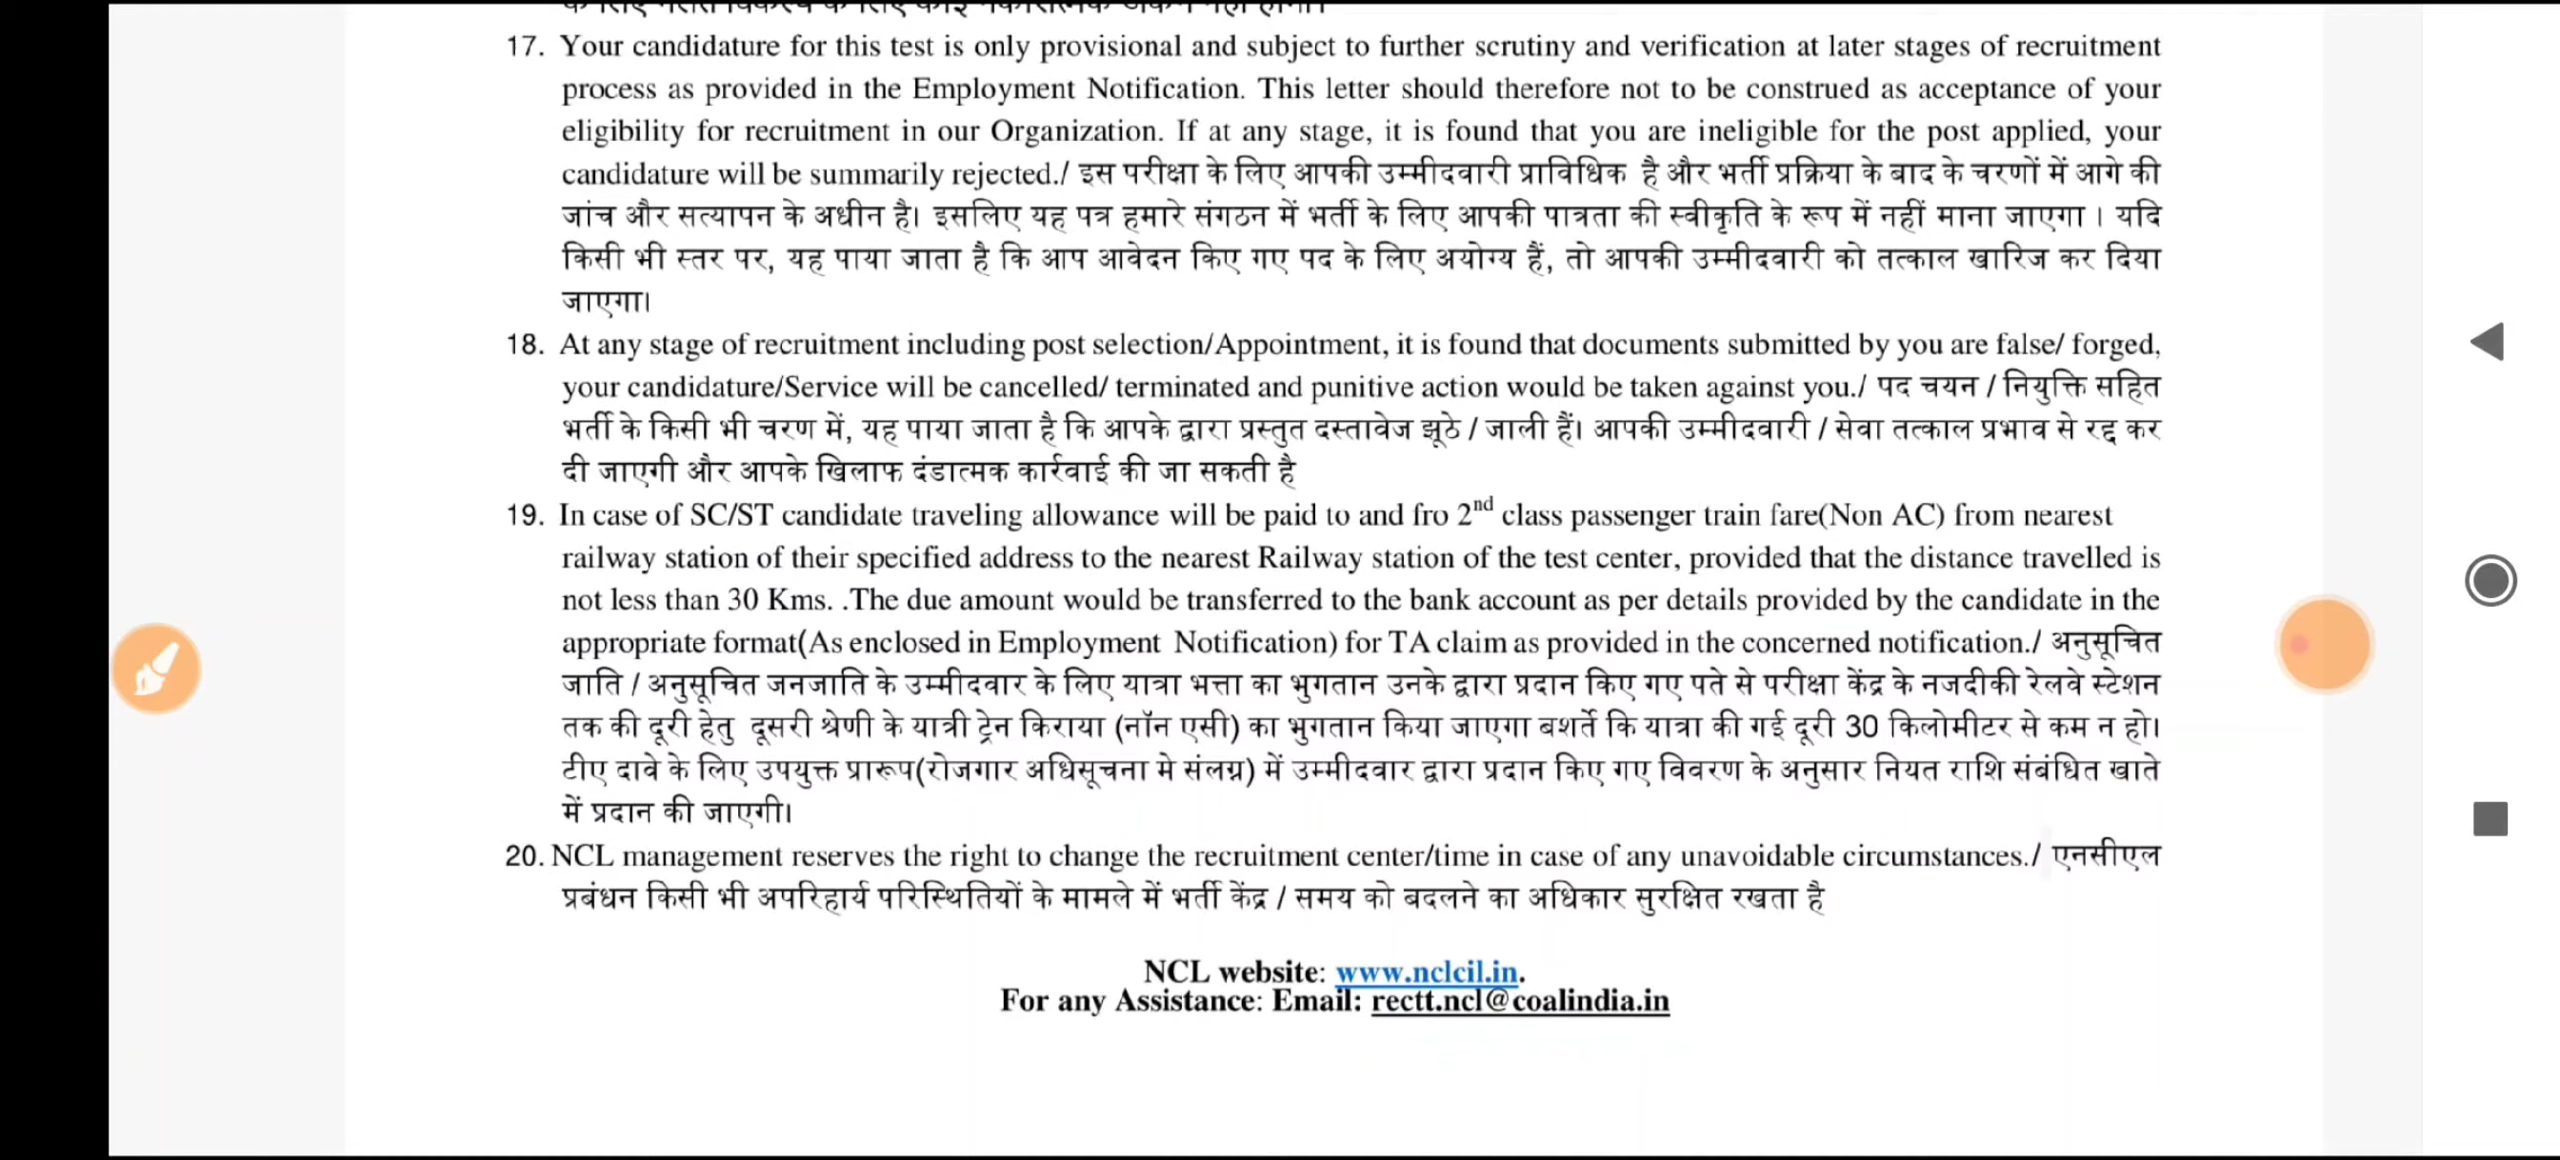 17. Your candidature for this test is only provisional and subject to further scrutiny and verification at later stages of recruitment
process as provided in the Employment Notification. This letter should therefore not to be construed as acceptance of your
eligibility for recruitment in our Organization. If at any stage, it is found that you are ineligible for the post applied, your
candidature will be summarily rejected./ इस परीक्षा के लिए आपकी उम्मीदवारी प्राविधिक है और भर्ती प्रक्रिया के बाद के चरणों में आगे की
जांच और सत्यापन के अधीन है। इसलिए यह पत्र हमारे संगठन में भर्ती के लिए आपकी पात्रता की स्वीकृति के रूप में नहीं माना जाएगा । यदि
किसी भी स्तर पर, यह पाया जाता है कि आप आवेदन किए गए पद के लिए अयोग्य हैं, तो आपकी उम्मीदवारी को तत्काल खारिज कर दिया
जाएगा।
18. At any stage of recruitment including post selection/Appointment, it is found that documents submitted by you are false/ forged,
your candidature/Service will be cancelled/ terminated and punitive action would be taken against you./ पद चयन / नियुक्ति सहित
भर्ती के किसी भी चरण में, यह पाया जाता है कि आपके द्वारा प्रस्तुत दस्तावेज झूठे / जाली हैं। आपकी उम्मीदवारी / सेवा तत्काल प्रभाव से रद्द कर
दी जाएगी और आपके खिलाफ दंडात्मक कार्रवाई की जा सकती है
19. In case of SC/ST candidate traveling allowance will be paid to and fro 2nd class passenger train fare(Non AC) from nearest
railway station of their specified address to the nearest Railway station of the test center, provided that the distance travelled is
not less than 30 Kms. .The due amount would be transferred to the bank account as per details provided by the candidate in the
appropriate format(As enclosed in Employment Notification) for TA claim as provided in the concerned notification./ अनुसूचित
जाति / अनुसूचित जनजाति के उम्मीदवार के लिए यात्रा भत्ता का भुगतान उनके द्वारा प्रदान किए गए पते से परीक्षा केंद्र के नजदीकी रेलवे स्टेशन
तक की दूरी हेतु दूसरी श्रेणी के यात्री ट्रेन किराया (नॉन एसी) का भुगतान किया जाएगा बशर्ते कि यात्रा की गई दूरी 30 किलोमीटर से कम न हो।
टीए दावे के लिए उपयुक्त प्रारूप(रोजगार अधिसूचना मे संलग्न) में उम्मीदवार द्वारा प्रदान किए गए विवरण के अनुसार नियत राशि संबंधित खाते
में प्रदान की जाएगी।
20. NCL management reserves the right to change the recruitment center/time in case of any unavoidable circumstances./ एनसीएल
प्रबंधन किसी भी अपरिहार्य परिस्थितियों के मामले में भर्ती केंद्र / समय को बदलने का अधिकार सुरक्षित रखता है
NCL website: www.nclcil.in.
For any Assistance: Email: rectt.ncl@coalindia.in